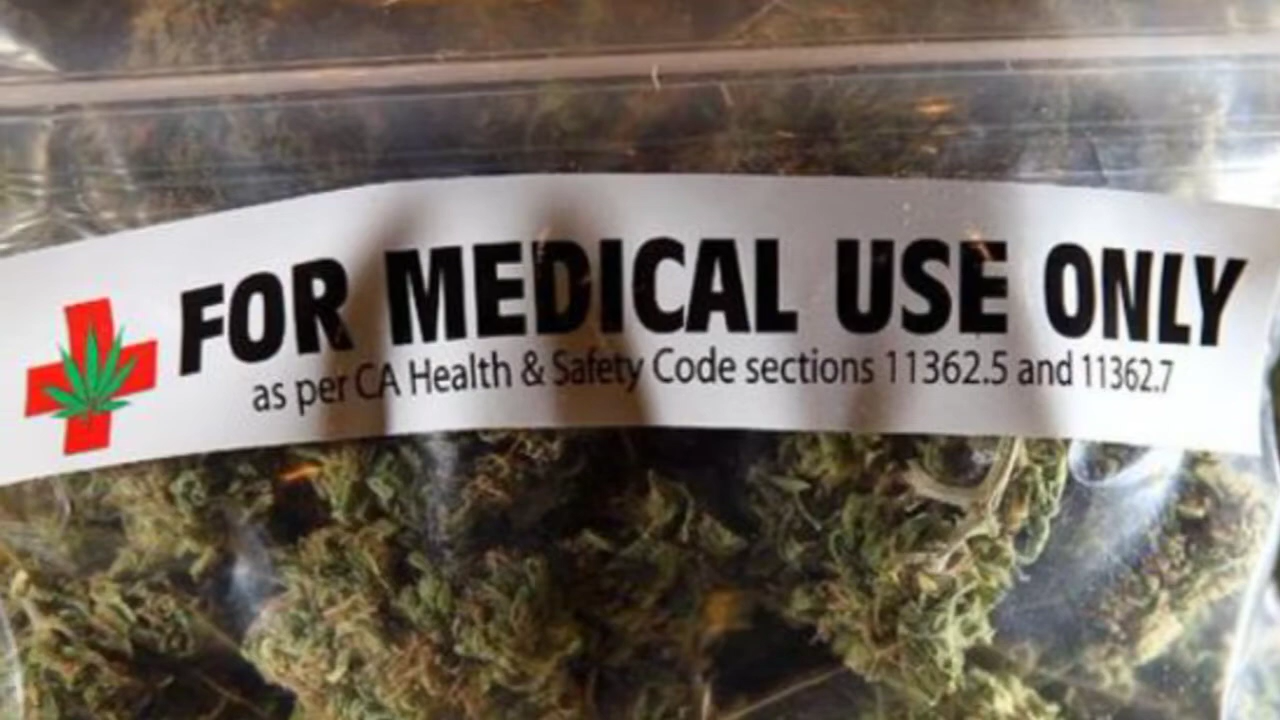 FOR MEDICAL USE ONLY
as per CA Health & Safety Code sections 11362.5 and 11362.7